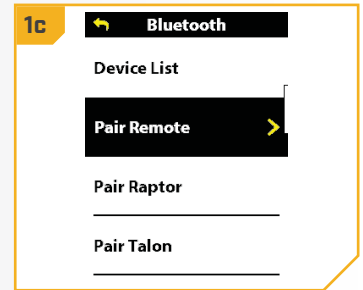 1c
Bluetooth
Device List
Pair Remote
Pair Raptor
Pair Talon